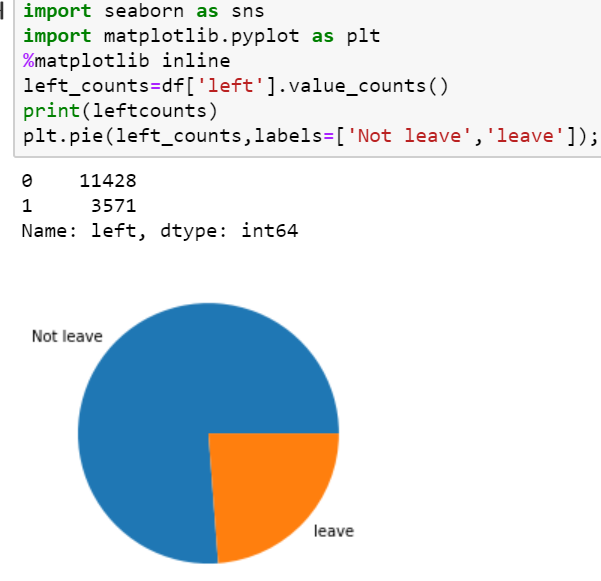 import seaborn as sns
import matplotlib.pyplot as plt
%matplotlib inline
left_counts=df['left'].value_counts()
print(leftcounts)
plt.pie(left_counts,labels=['Not leave','leave']);
0    11428
1     3571
Name: left, dtype: int64
Not leave
leave